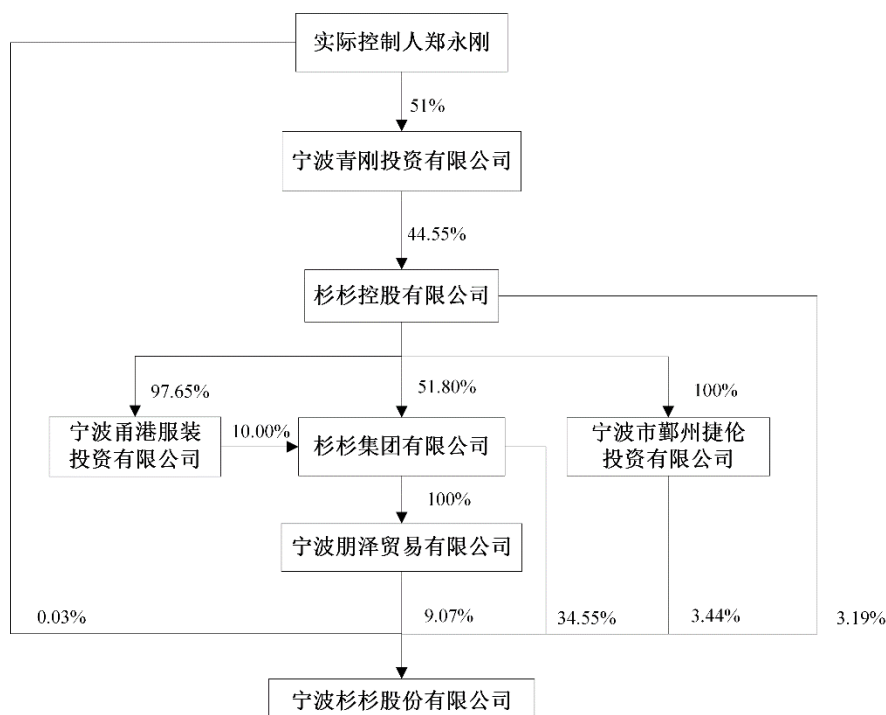 实际控制人郑永刚
51%
宁波青刚投资有限公司
44.55%
杉杉控股有限公司
97.65%
51.80%
100%
宁波甬港服装
投资有限公司
10.00%
杉杉集团有限公司
宁波市鄞州捷伦
投资有限公司
100%
宁波朋泽贸易有限公司
0.03%
9.07%
34.55%
3.44%
3.19%
宁波杉杉股份有限公司